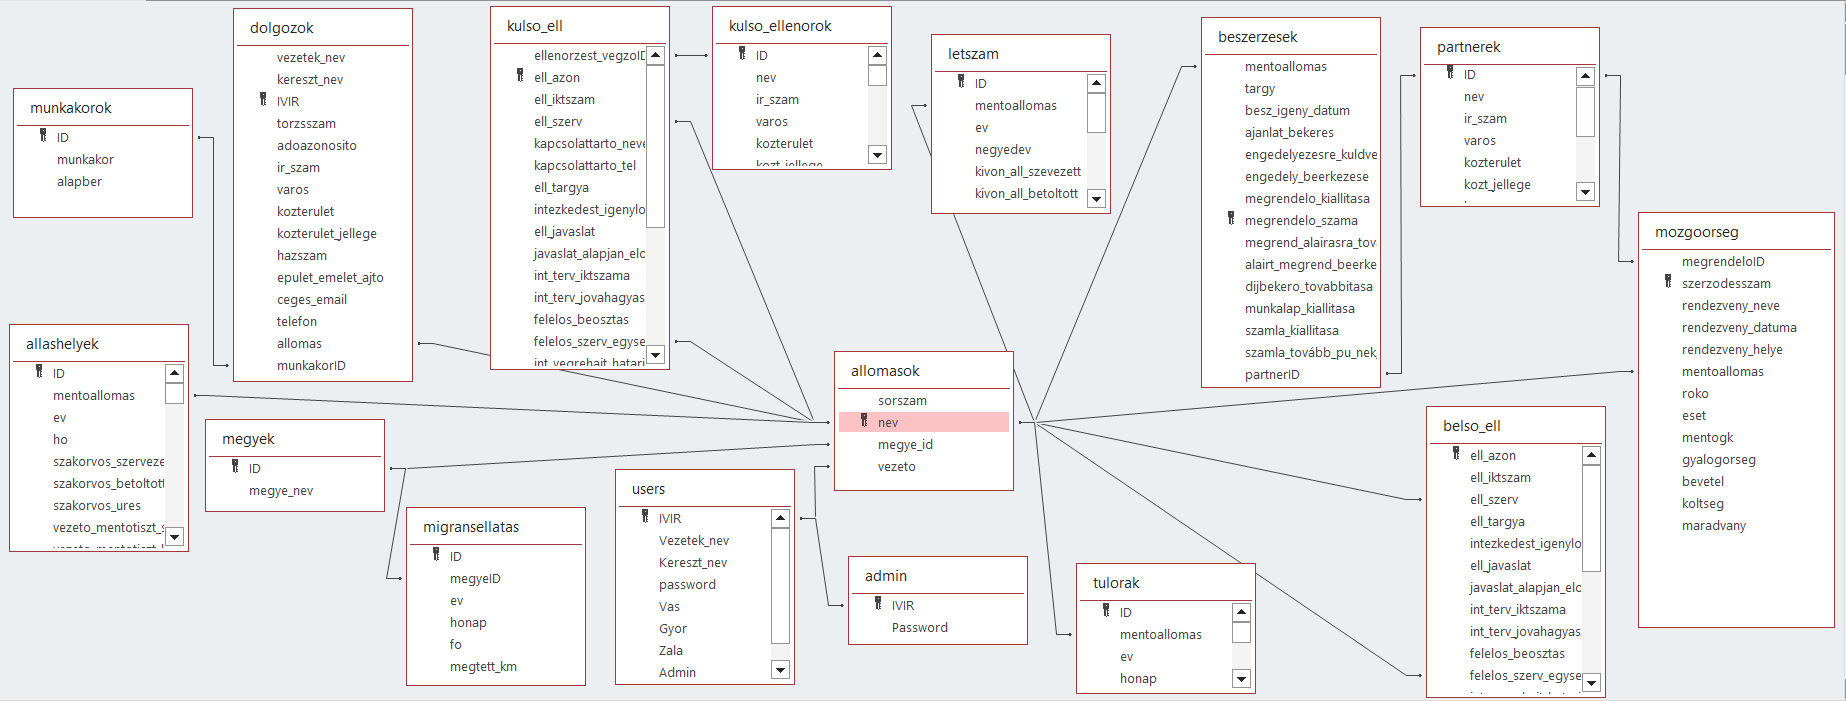 munkakorok
ID
munkakor
alapber
dolgozok
vezetek_nev
kereszt_nev
IVIR
torzsszam
adoazonosito
ir_szam
varos
kozterulet
kozterulet_jellege
hazszam
epulet_emelet_ajto
ceges_email
telefon
allomas
munkakorID
kulso_ell
ellenorzest_vegzoID
ell_azon
ell_iktszam
ell_szerv
kapcsolattarto_neve
kapcsolattarto_tel
ell_targya
intezkedest_igenylo
ell_javaslat
javaslat_alapjan_elo
int_terv_iktszama
int_terv_jovahagyas
felelos_beosztas
felelos_szerv_egyse
int_vegrehajt_hatari
kulso_ellenorok
ID
nev
ir_szam
varos
kozterulet
kozt_jellege
letszam
ID
mentoallomas
ev
negyedev
kivon_all_szevezett
kivon_all_betoltott
beszerzesek
mentoallomas
targy
besz_igeny_datum
ajanlat_bekeres
engedelyezesre_kuldve
engedely_beerkezese
megrendelo_kiallitasa
megrendelo_szama
megrend_alairasra_tov
alairt_megrend_beerke
dijbekero_tovabbitasa
munkalap_kiallitasa
szamla_kiallitasa
szamla_tovább_pu_nek
partnerID
partnerek
ID
nev
ir_szam
varos
kozterulet
kozt_jellege
mozgoorseg
megrendeloID
szerzodesszam
rendezveny_neve
rendezveny_datuma
rendezveny_helye
mentoallomas
roko
eset
mentogk
gyalogorseg
bevetel
koltseg
maradvany
allashelyek
ID
mentoallomas
ev
ho
szakorvos_szerveze
szakorvos_betoltott
szakorvos_ures
vezeto_mentotiszt_s
megyek
ID
megye_nev
migransellatas
ID
megyeID
ev
honap
fo
megtett_km
users
IVIR
Vezetek_nev
Kereszt_nev
password
Vas
Gyor
Zala
Admin
allomasok
sorszam
nev
megye_id
vezeto
admin
IVIR
Password
tulorak
ID
mentoallomas
ev
honap
belso_ell
ell_azon
ell_iktszam
ell_szerv
ell_targya
intezkedest_igenylo
ell_javaslat
javaslat_alapjan_elo
int_terv_iktszama
int_terv_jovahagyas
felelos_beosztas
felelos_szerv_egyse